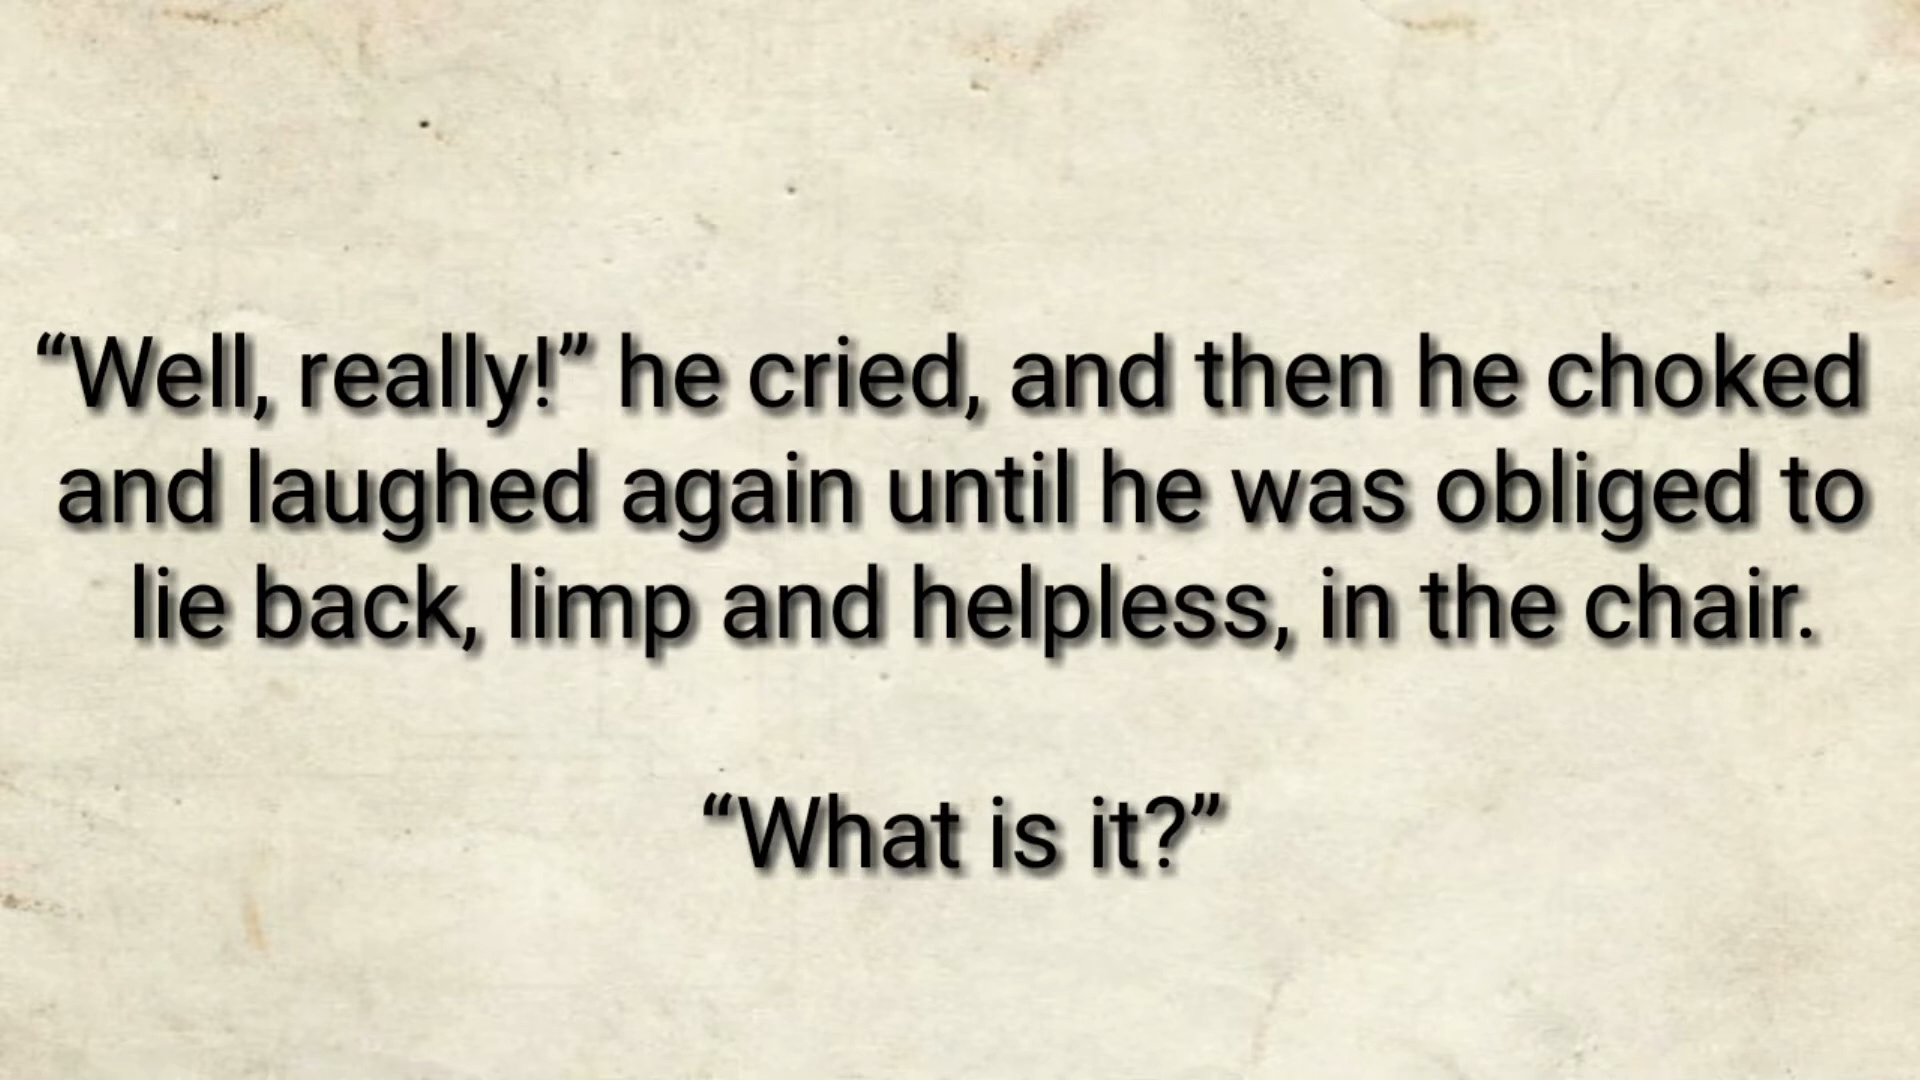 “Well, really!” he cried, and then he choked
and laughed again until he was obliged to
lie back, limp and helpless, in the chair.
“What is it?”